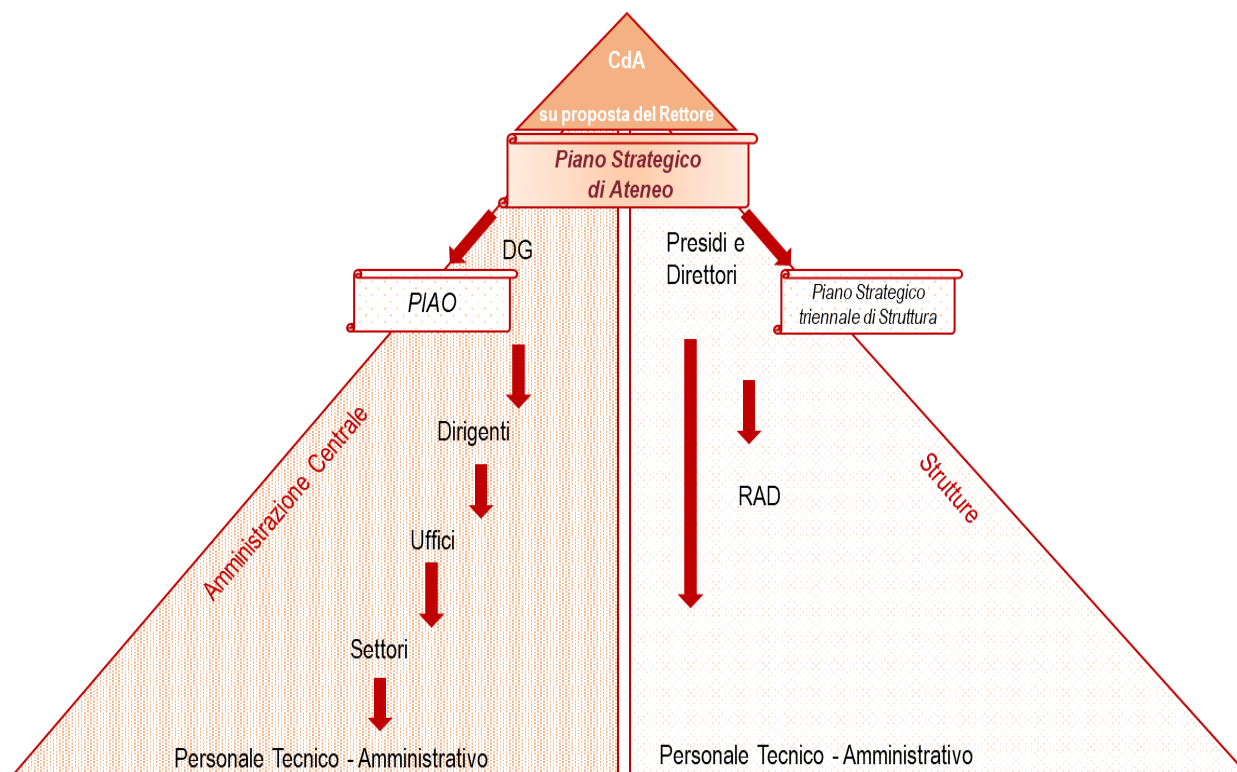 CdA
su proposta del Rettore
Piano Strategico
di Ateneo
DG
PIAO
Dirigenti
Uffici
Settori
Personale Tecnico - Amministrativo
Amministrazione Centrale
Presidi e
Direttori
Piano Strategico
triennale di Struttura
RAD
Strutture
Personale Tecnico - Amministrativo